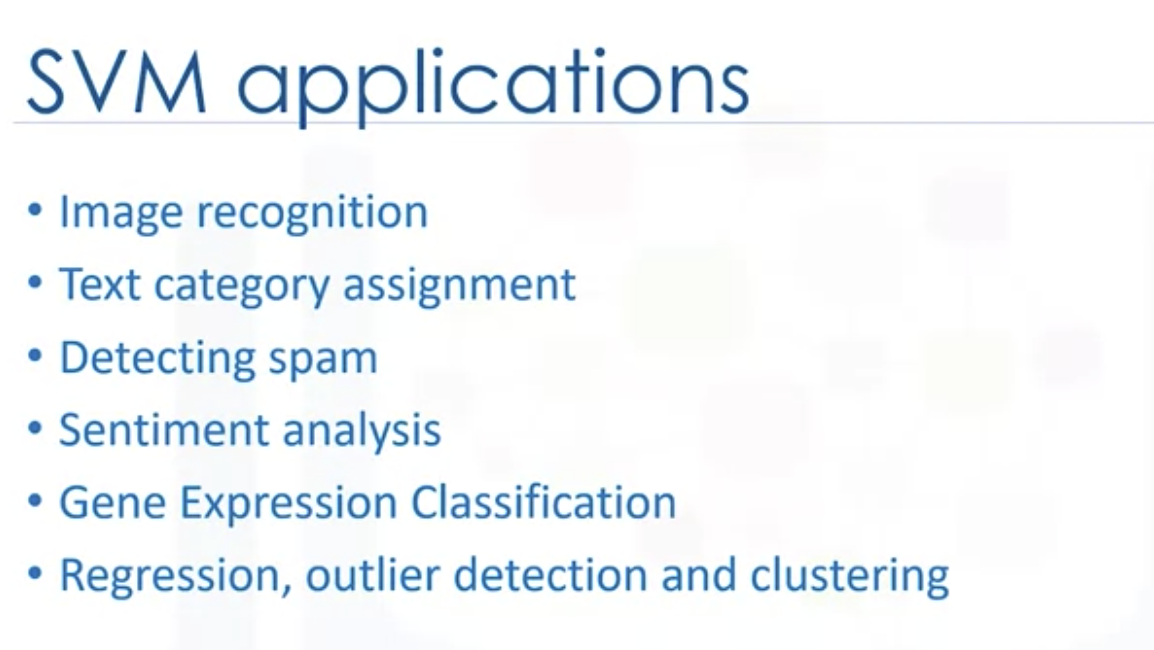 SVM applications
• Image recognition
• Text category assignment
• Detecting spam
• Sentiment analysis
• Gene Expression Classification
• Regression, outlier detection and clustering